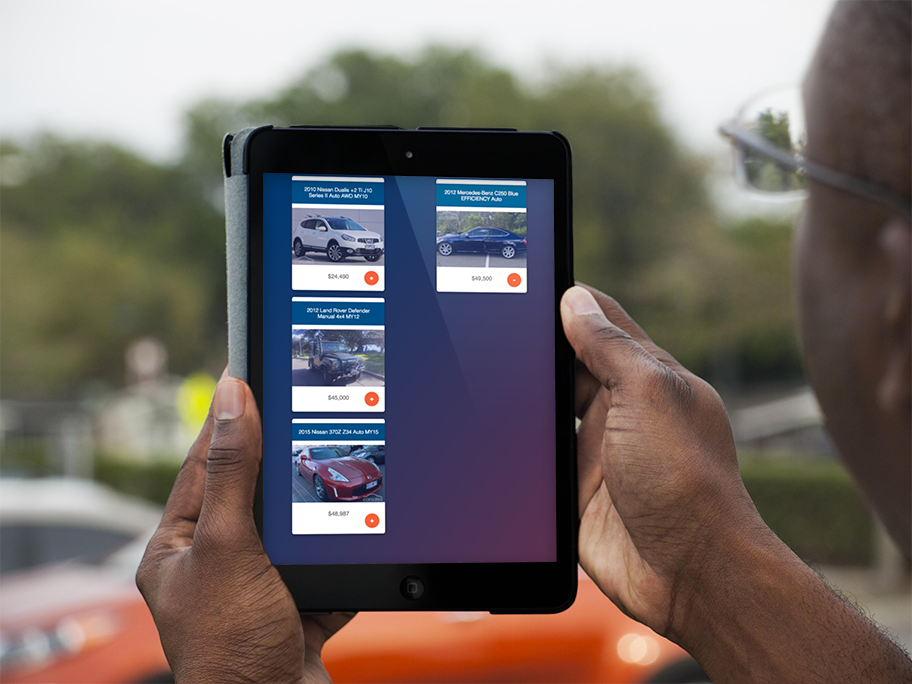 2010 Nissan Dualis +2 Ti J10
Series II Auto AWD MY10
$24,490
+
2012 Land Rover Defender
Manual 4x4 MY12
$45,000
+
2015 Nissan 370Z Z34 Auto MY15
$48,987
+
2012 Mercedes-Benz C250 Blue
EFFICIENCY Auto
$49,500
-